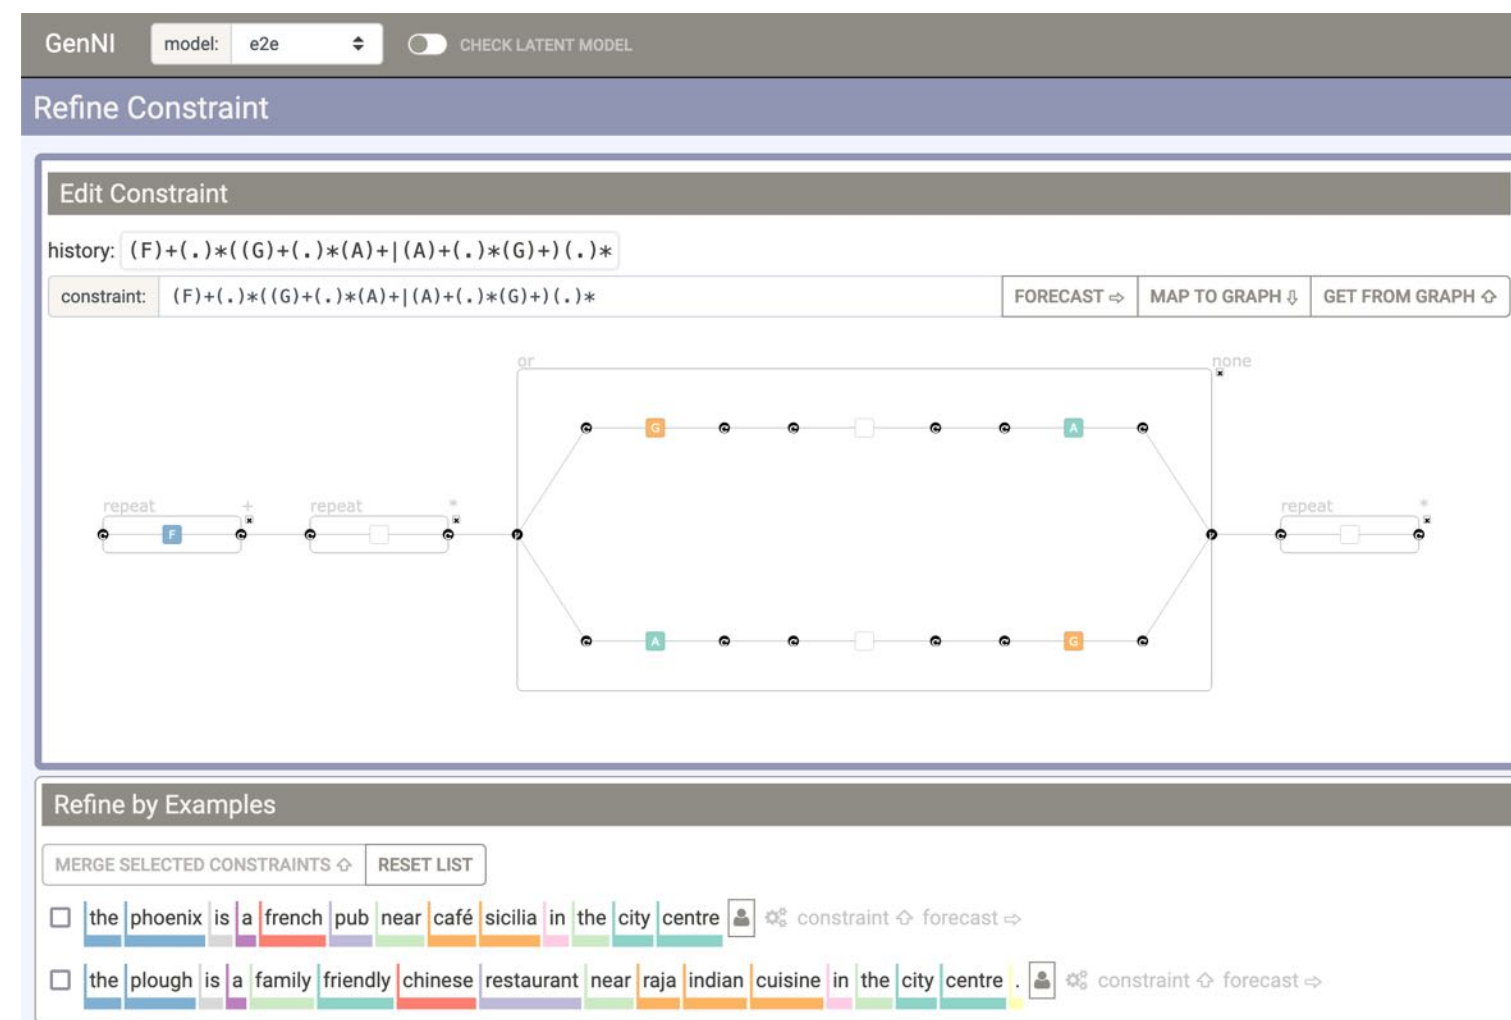 GenNI model: e2e CHECK LATENT MODEL
Refine Constraint
Edit Constraint
history: (F)+(.)*((G)+(.)*(A)+|(A)+(.)*(G)+)(.)*
constraint: (F)+(.)*((G)+(.)*(A)+|(A)+(.)*(G)+)(.)* FORECAST ⇨ MAP TO GRAPH ⇩ GET FROM GRAPH ⇧
or none
G A
repeat + repeat * repeat *
F
A G
Refine by Examples
MERGE SELECTED CONSTRAINTS ⇧ RESET LIST
the phoenix is a french pub near café sicilia in the city centre constraint ⇧ forecast ⇨
the plough is a family friendly chinese restaurant near raja indian cuisine in the city centre . constraint ⇧ forecast ⇨